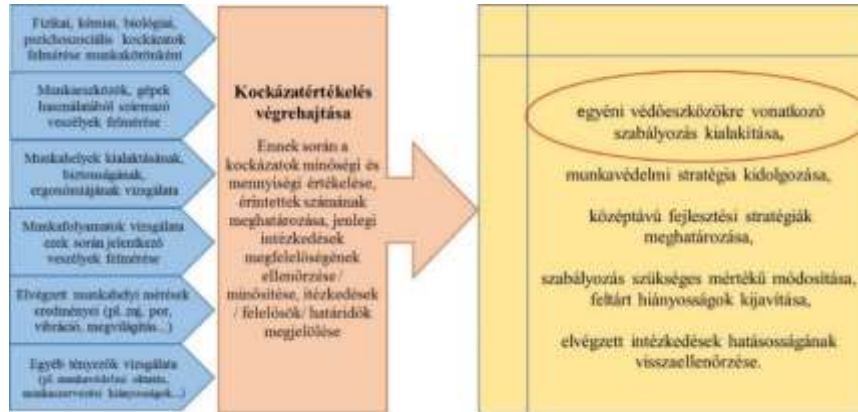 Fizikai, kémiai, biológiai,
pszichoszociális kockázatok
felmérése munkakörönként
Munkaeszközök, gépek
használatából származó
veszélyek felmérése
Munkahelyek kialakításának,
biztonságának,
ergonómiájának vizsgálata
Munkafolyamatok vizsgálata
ezek során jelentkező
veszélyek felmérése
Elvégzett munkahelyi mérések
eredményei (pl. zaj, por,
vibráció, megvilágítás...)
Egyéb tényezők vizsgálata
(pl. munkavédelmi oktatás,
munkaszervezési hiányosságok...)
Kockázatértékelés
végrehajtása
Ennek során a
kockázatok minőségi és
mennyiségi értékelése,
érintettek számának
meghatározása, jenlegi
intézkedések
megfelelőségének
ellenőrzése /
minősítése, itézkedések
/ felelősök/ határidők
megjelölése
egyéni védőeszközökre vonatkozó
szabályozás kialakítása,
munkavédelmi stratégia kidolgozása,
középtávú fejlesztési stratégiák
meghatározása,
szabályozás szükséges mértékű módosítása,
feltárt hiányosságok kijavítása,
elvégzett intézkedések hatásosságának
visszaellenőrzése.